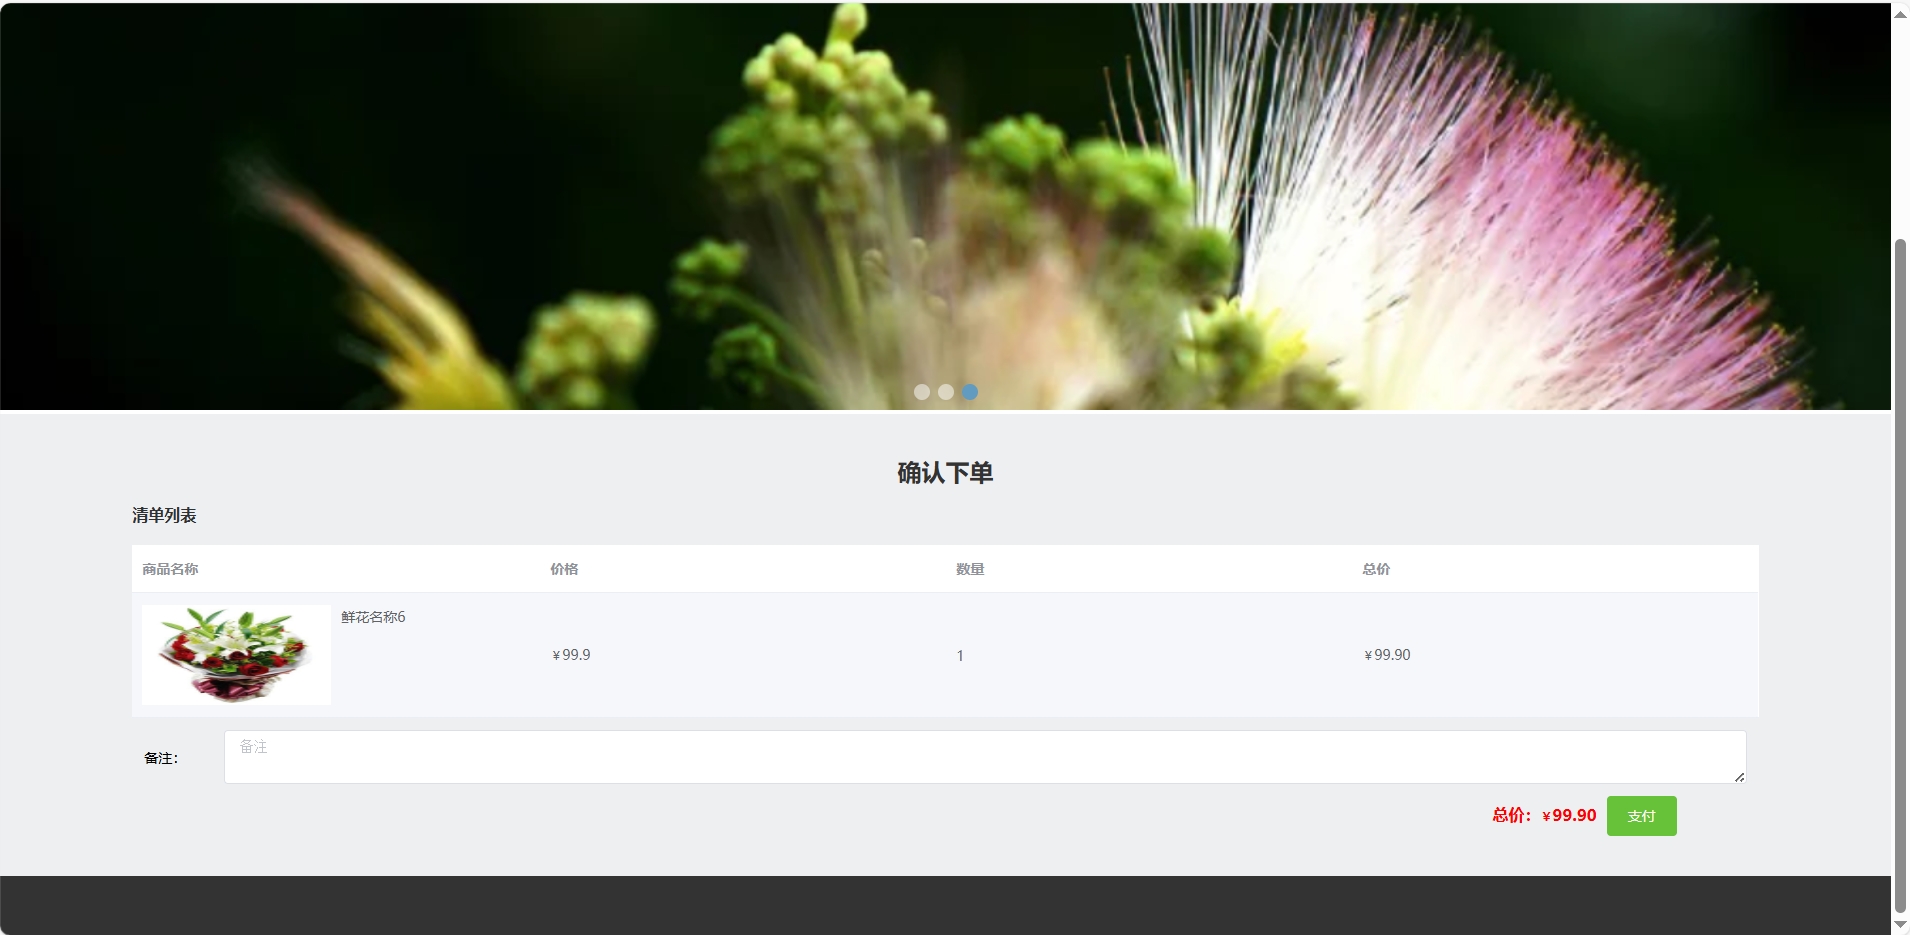 确认下单
清单列表
商品名称 价格 数量 总价
鲜花名称6
￥99.9 1 ￥99.90
备注：
备注
总价：￥99.90 支付